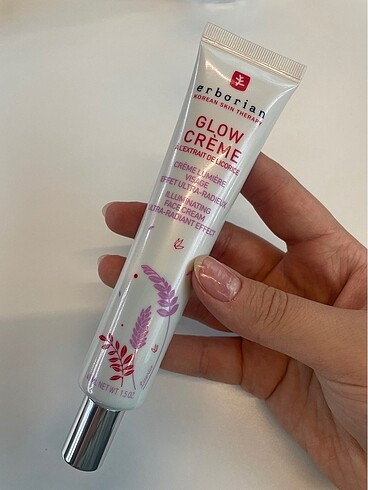 erborian
KOREAN SKIN THERAPY
GLOW
CRÈME
À L'EXTRAIT DE LICORICE
CRÈME LUMIÈRE
VISAGE
EFFET ULTRA-RADIEUX
ILLUMINATING
FACE CREAM
ULTRA-RADIANT EFFECT
NET WT. 1.5 OZ.